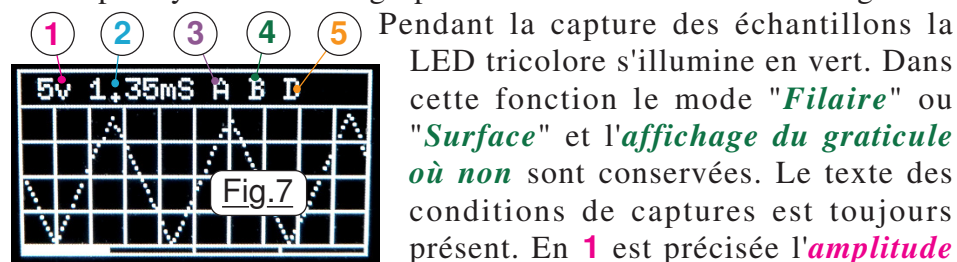 1 2 3 4 5
5v 1.35mS A B D
Fig.7
Pendant la capture des échantillons la
LED tricolore s'illumine en vert. Dans
cette fonction le mode "Filaire" ou
"Surface" et l'affichage du graticule
où non sont conservées. Le texte des
conditions de captures est toujours
présent. En 1 est précisée l'amplitude